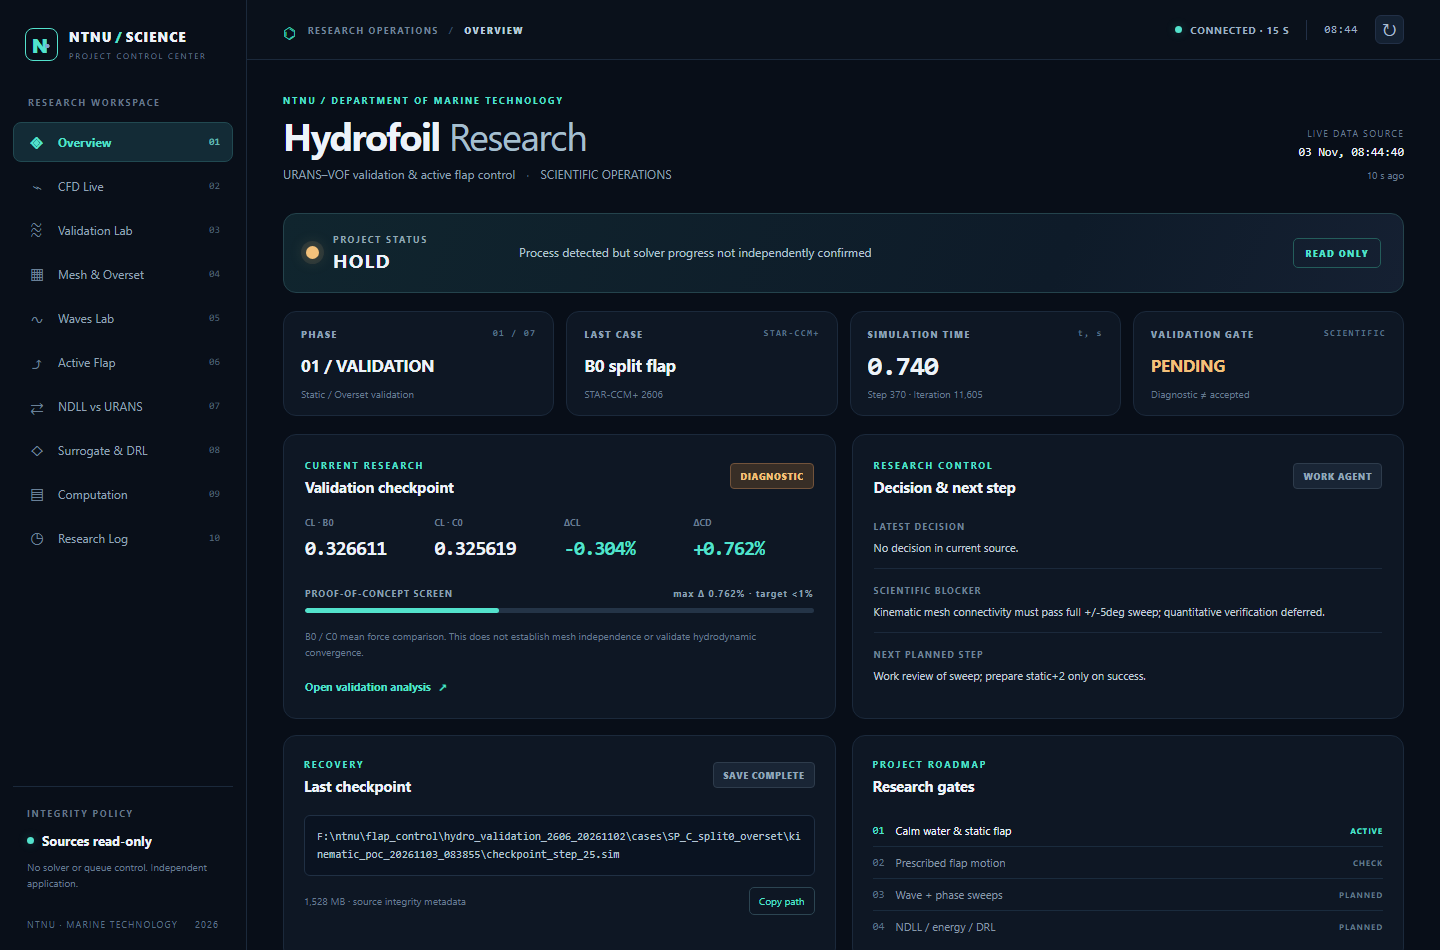 NTNU / SCIENCE
PROJECT CONTROL CENTER
RESEARCH WORKSPACE
Overview 01
CFD Live 02
Validation Lab 03
Mesh & Overset 04
Waves Lab 05
Active Flap 06
NDLL vs URANS 07
Surrogate & DRL 08
Computation 09
Research Log 10
INTEGRITY POLICY
Sources read-only
No solver or queue control. Independent
application.
NTNU · MARINE TECHNOLOGY 2026
RESEARCH OPERATIONS / OVERVIEW
CONNECTED · 15 S
08:44
NTNU / DEPARTMENT OF MARINE TECHNOLOGY
Hydrofoil Research
URANS–VOF validation & active flap control · SCIENTIFIC OPERATIONS
LIVE DATA SOURCE
03 Nov, 08:44:40
10 s ago
PROJECT STATUS
HOLD
Process detected but solver progress not independently confirmed
READ ONLY
PHASE 01 / 07
01 / VALIDATION
Static / Overset validation
LAST CASE STAR-CCM+
B0 split flap
STAR-CCM+ 2606
SIMULATION TIME t, s
0.740
Step 370 · Iteration 11,605
VALIDATION GATE SCIENTIFIC
PENDING
Diagnostic ≠ accepted
CURRENT RESEARCH
Validation checkpoint
DIAGNOSTIC
CL · B0 CL · C0 ΔCL ΔCD
0.326611 0.325619 -0.304% +0.762%
PROOF-OF-CONCEPT SCREEN max Δ 0.762% · target <1%
B0 / C0 mean force comparison. This does not establish mesh independence or validate hydrodynamic
convergence.
Open validation analysis ↗
RESEARCH CONTROL
Decision & next step
WORK AGENT
LATEST DECISION
No decision in current source.
SCIENTIFIC BLOCKER
Kinematic mesh connectivity must pass full +/-5deg sweep; quantitative verification deferred.
NEXT PLANNED STEP
Work review of sweep; prepare static+2 only on success.
RECOVERY
Last checkpoint
SAVE COMPLETE
F:\ntnu\flap_control\hydro_validation_2606_20261102\cases\SP_C_split0_overset\ki
nematic_poc_20261103_083855\checkpoint_step_25.sim
1,528 MB · source integrity metadata
Copy path
PROJECT ROADMAP
Research gates
01 Calm water & static flap ACTIVE
02 Prescribed flap motion CHECK
03 Wave + phase sweeps PLANNED
04 NDLL / energy / DRL PLANNED